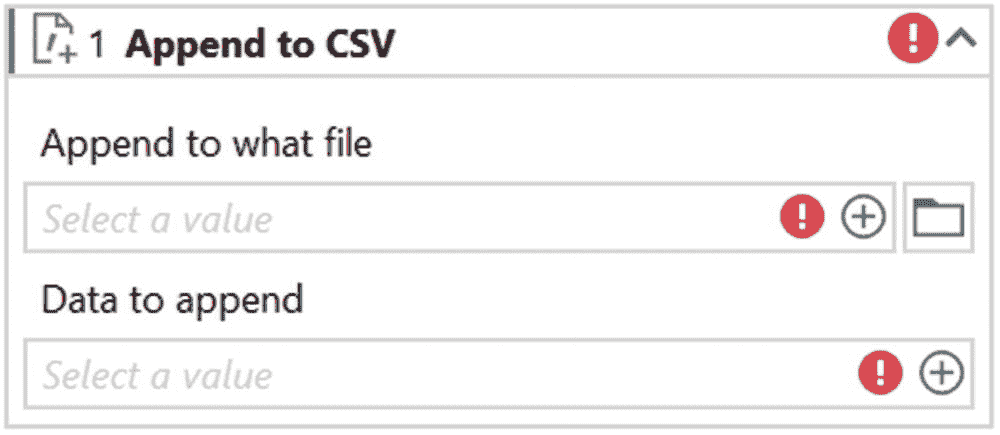 1 Append to CSV
Append to what file
Select a value
Data to append
Select a value